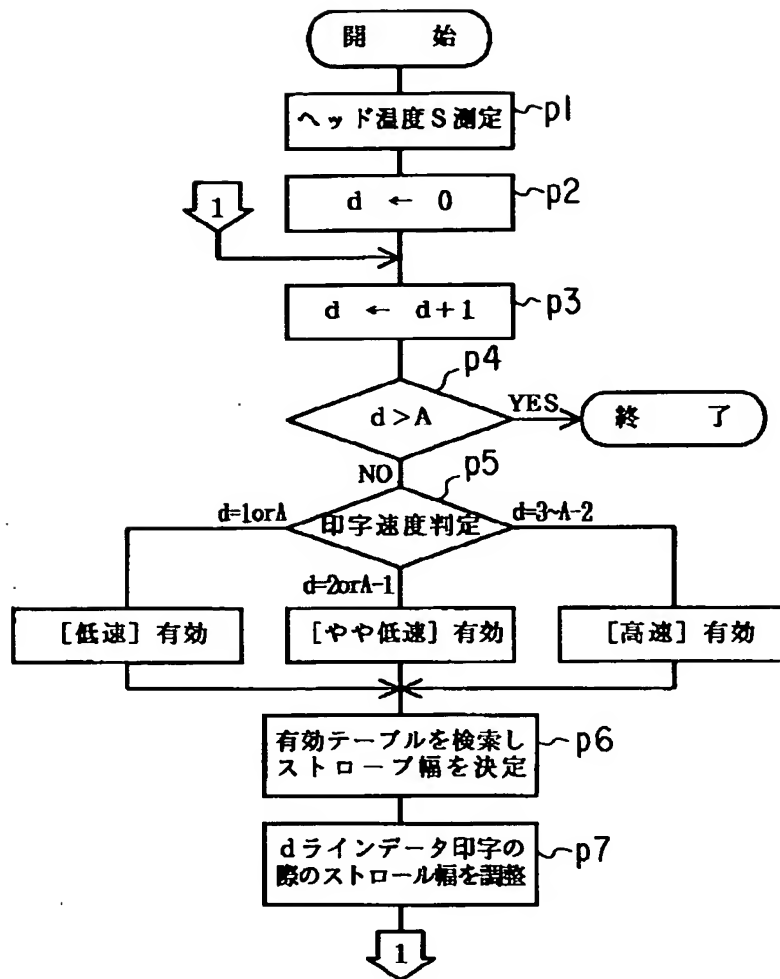 開 始
ヘッド温度S測定
p1
d ← 0
p2
1
d ← d+1
p3
p4
d>A
YES
終 了
NO
p5
d=1orA
印字速度判定
d=3~A-2
d=2orA-1
[低速] 有効
[やや低速] 有効
[高速] 有効
有効テーブルを検索し
ストローブ幅を決定
p6
dラインデータ印字の
際のストロール幅を調整
p7
1